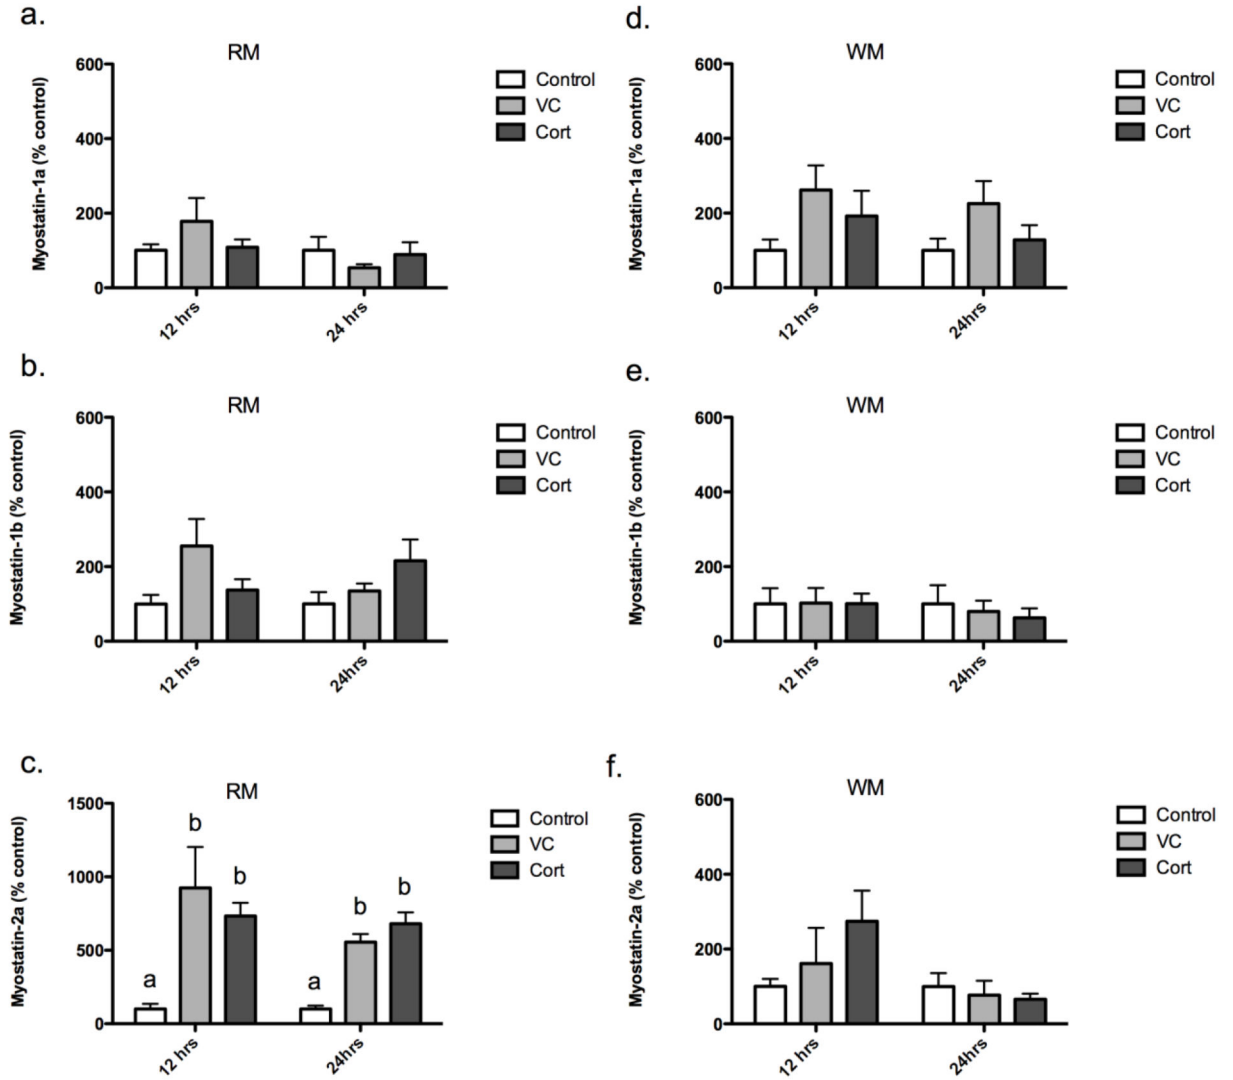 a.
RM
Myostatin-1a (% control)
600
400
200
0
12 hrs
24 hrs
Control
VC
Cort
d.
WM
Myostatin-1a (% control)
600
400
200
0
12 hrs
24hrs
Control
VC
Cort
b.
RM
Myostatin-1b (% control)
600
400
200
0
12 hrs
24hrs
Control
VC
Cort
e.
WM
Myostatin-1b (% control)
600
400
200
0
12 hrs
24hrs
Control
VC
Cort
c.
RM
Myostatin-2a (% control)
1500
1000
500
0
a
b
b
a
b
b
12 hrs
24hrs
Control
VC
Cort
f.
WM
Myostatin-2a (% control)
600
400
200
0
12 hrs
24hrs
Control
VC
Cort